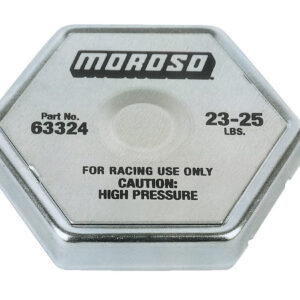 MOROSO
Part No.
63324
23-25
LBS.
FOR RACING USE ONLY
CAUTION:
HIGH PRESSURE